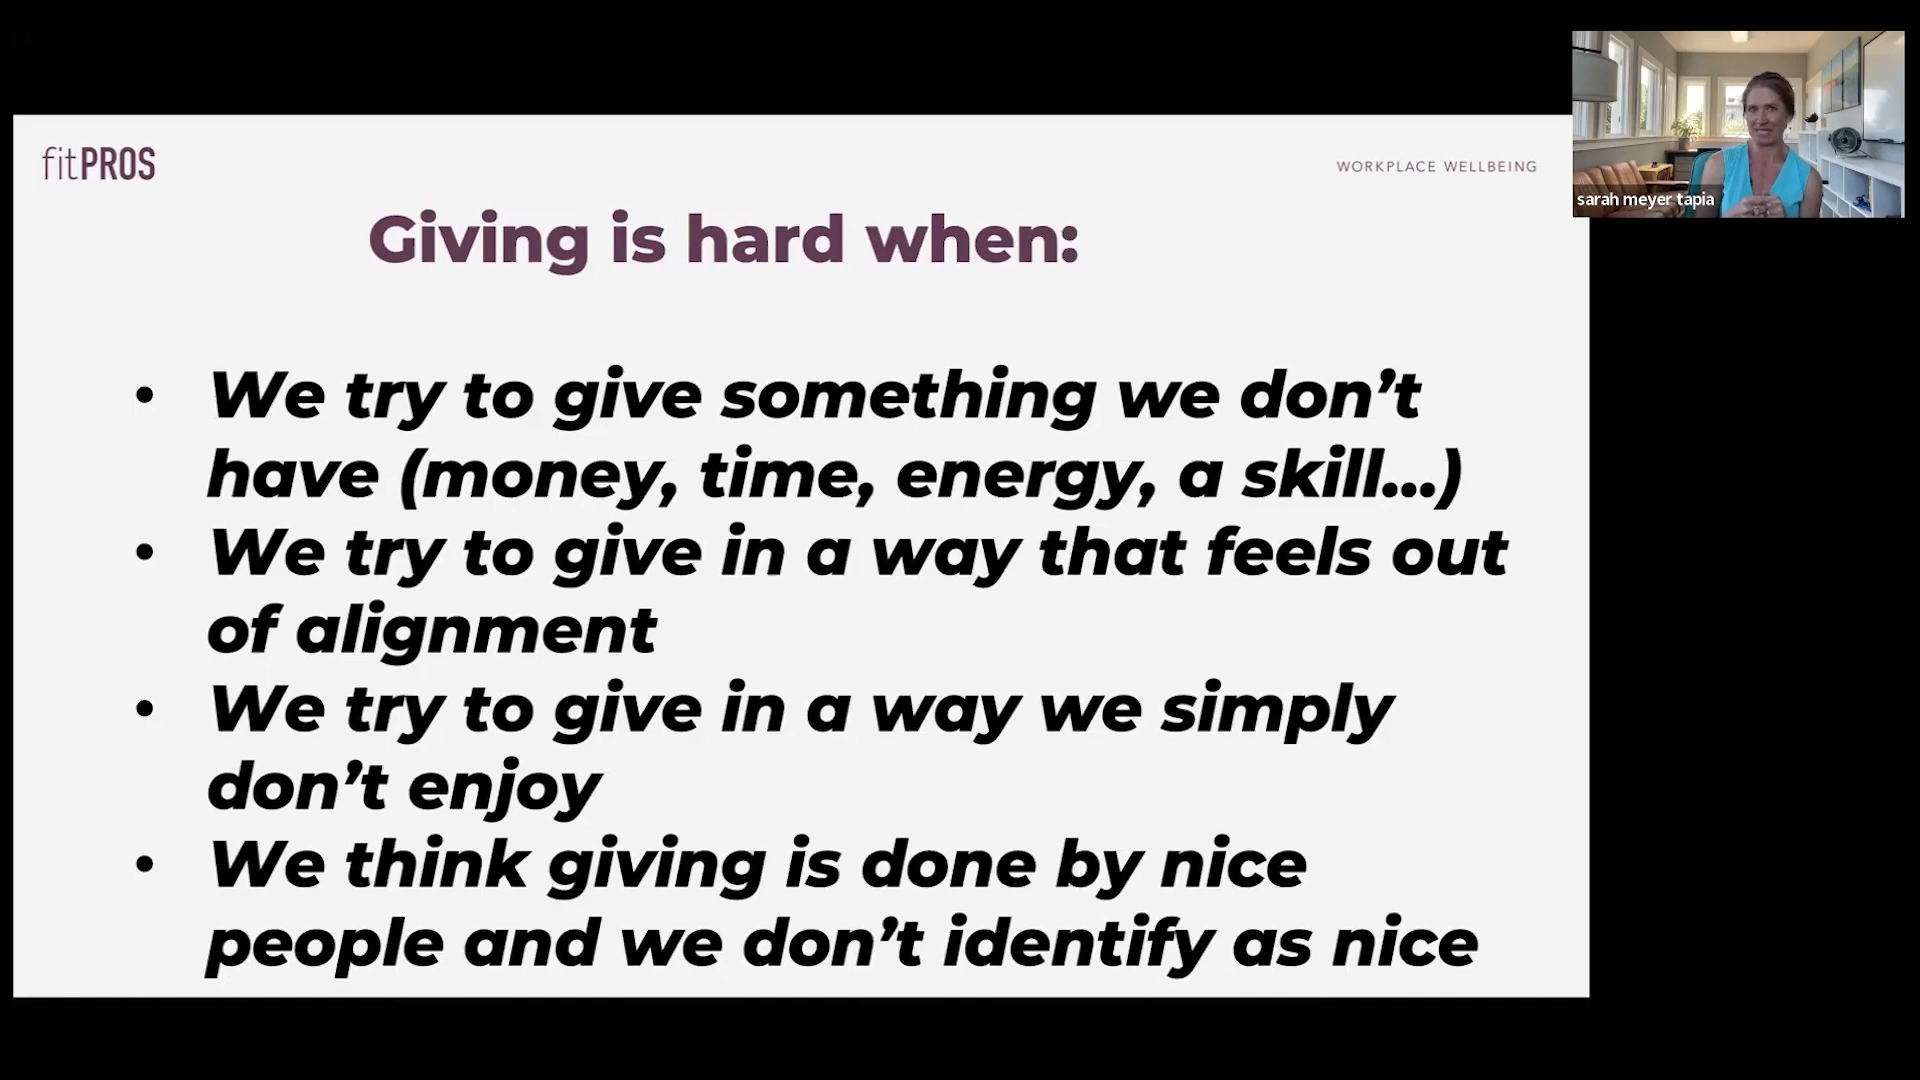 fitPROS
WORKPLACE WELLBEING
sarah meyer tapia
Giving is hard when:
• We try to give something we don’t
have (money, time, energy, a skill...)
• We try to give in a way that feels out
of alignment
• We try to give in a way we simply
don’t enjoy
• We think giving is done by nice
people and we don’t identify as nice